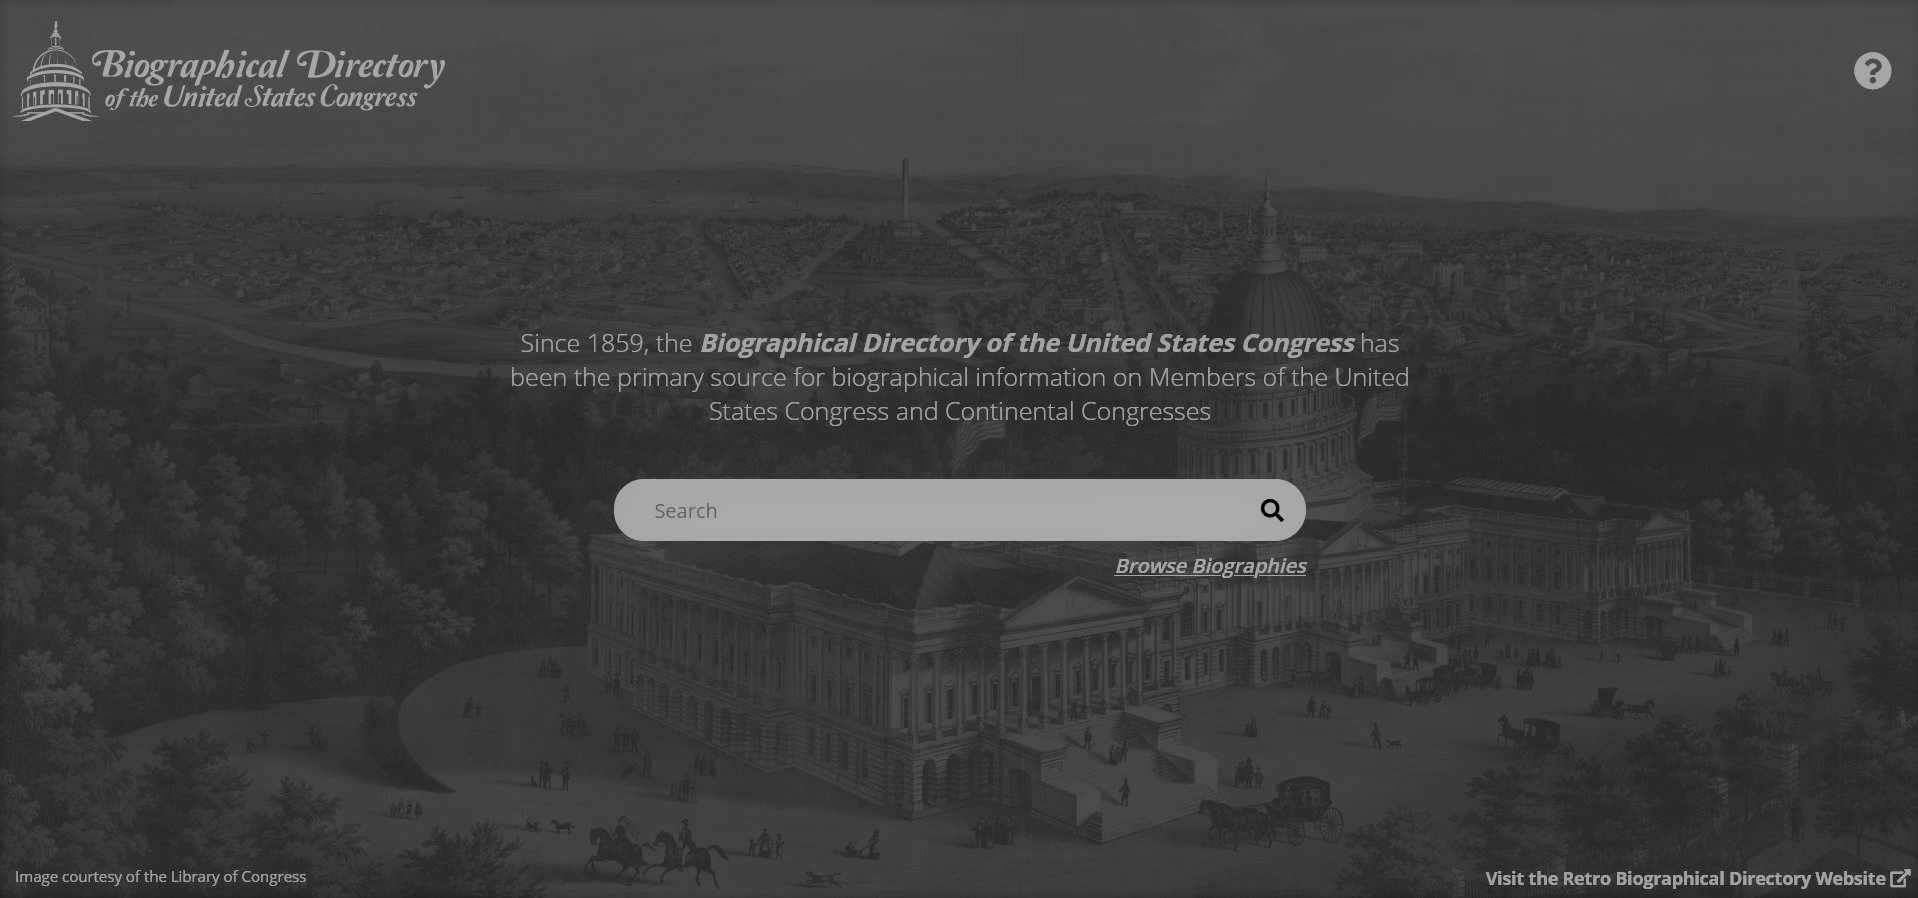 Biographical Directory
of the United States Congress
?
Since 1859, the Biographical Directory of the United States Congress has
been the primary source for biographical information on Members of the United
States Congress and Continental Congresses
Search
Browse Biographies
Image courtesy of the Library of Congress
Visit the Retro Biographical Directory Website